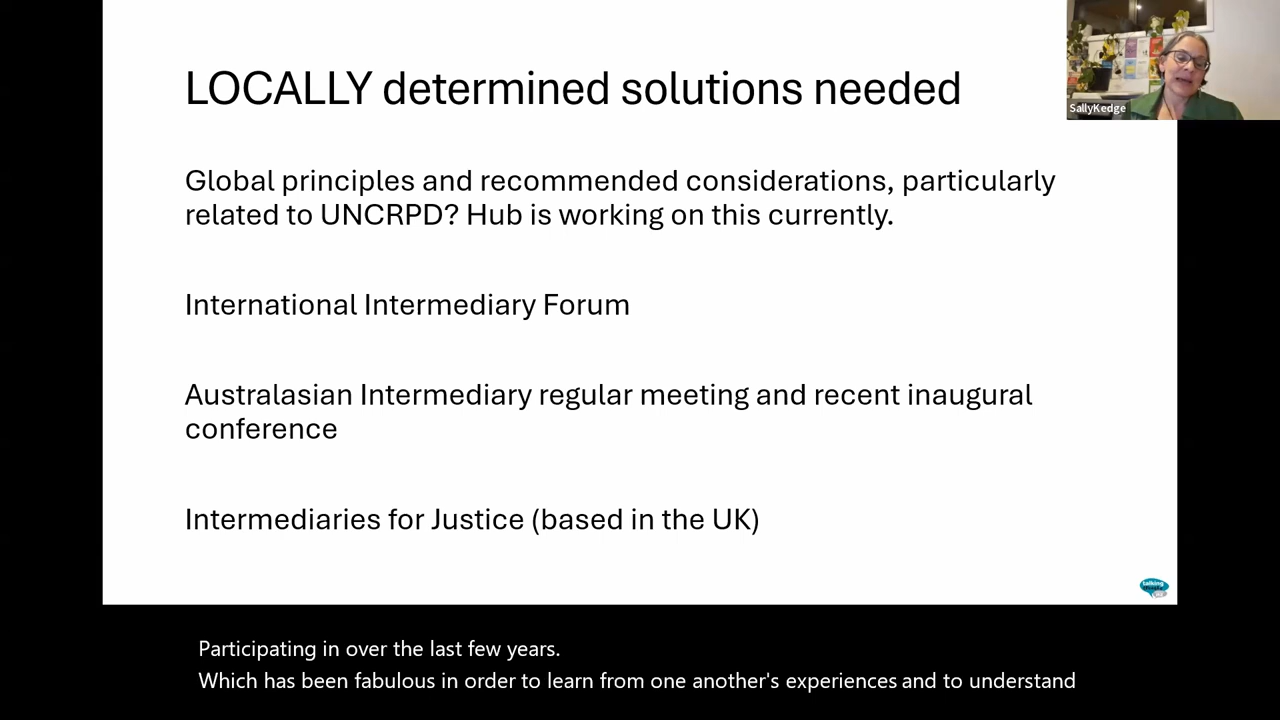 LOCALLY determined solutions needed
SallyKedge
Global principles and recommended considerations, particularly
related to UNCRPD? Hub is working on this currently.
International Intermediary Forum
Australasian Intermediary regular meeting and recent inaugural
conference
Intermediaries for Justice (based in the UK)
talking
Participating in over the last few years.
Which has been fabulous in order to learn from one another's experiences and to understand